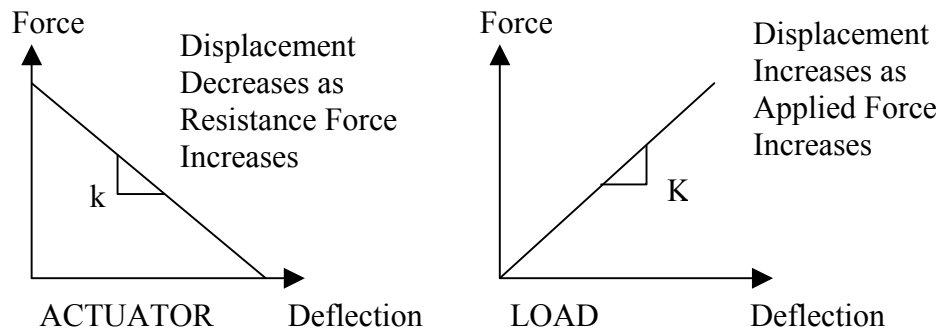 Force
Displacement
Decreases as
Resistance Force
Increases
k
ACTUATOR
Deflection
Force
Displacement
Increases as
Applied Force
Increases
K
LOAD
Deflection